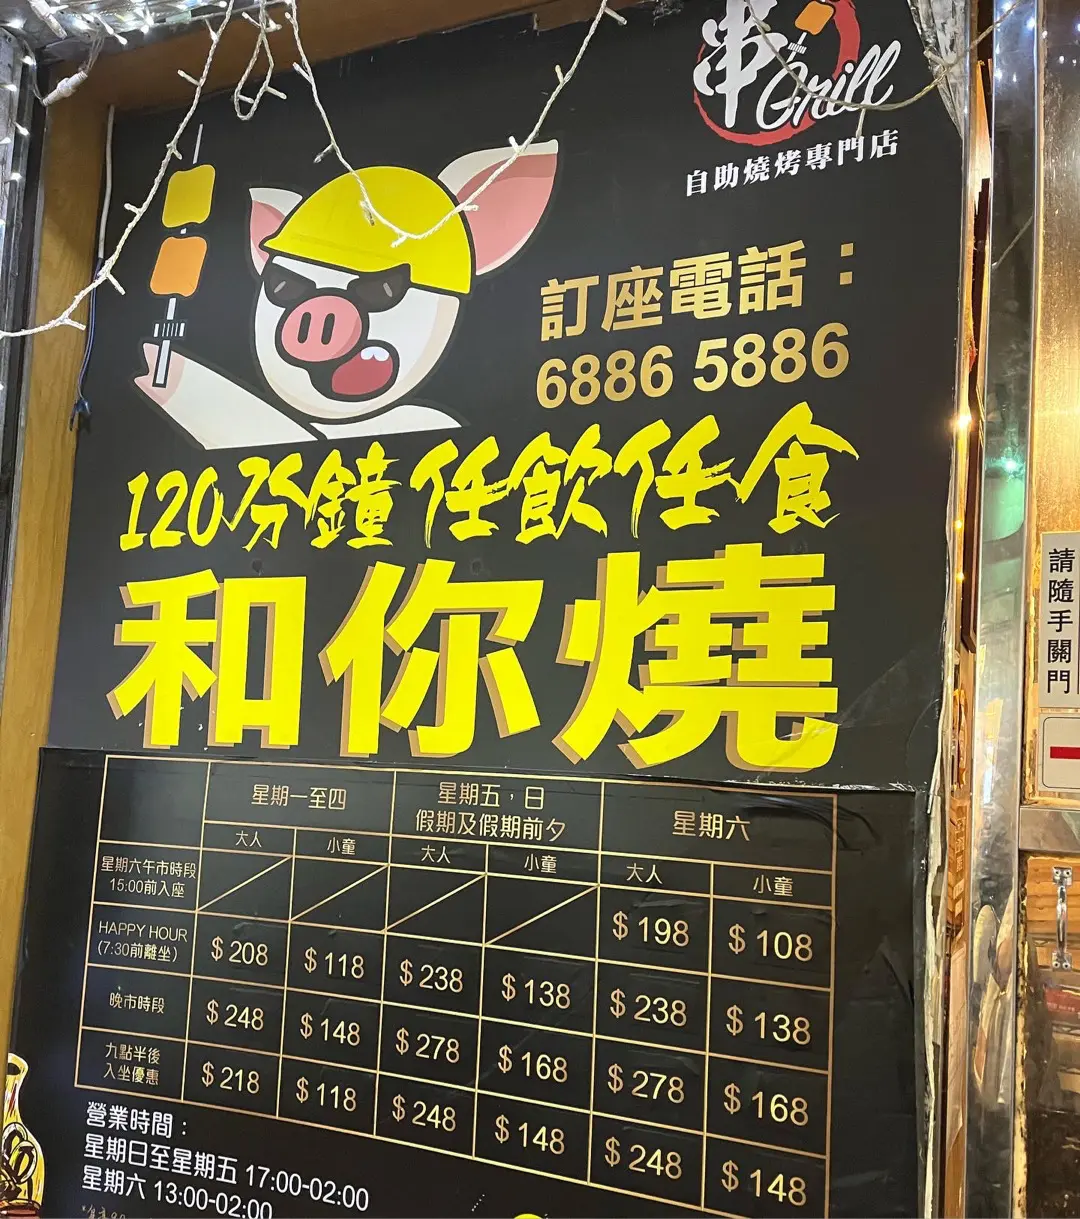 串
Grill
自助燒烤專門店
訂座電話：
6886 5886
120分鐘任飲任食
和你燒
星期一至四
星期五，日
假期及假期前夕
星期六
大人 小童 大人 小童 大人 小童
星期六午市時段
15:00前入座
$198 $108
HAPPY HOUR
(7:30前離坐)
$208 $118 $238 $138 $238 $138
晚市時段
$248 $148 $278 $168 $278 $168
九點半後
入坐優惠
$218 $118 $248 $148 $248 $148
營業時間：
星期日至星期五 17:00-02:00
星期六 13:00-02:00
請隨手關門